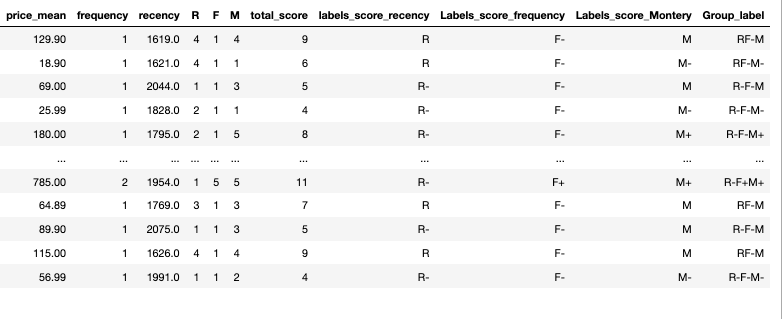 price_mean frequency recency R F M total_score labels_score_recency Labels_score_frequency Labels_score_Montery Group_label
129.90 1 1619.0 4 1 4 9 R F- M RF-M
18.90 1 1621.0 4 1 1 6 R F- M- RF-M-
69.00 1 2044.0 1 1 3 5 R- F- M R-F-M
25.99 1 1828.0 2 1 1 4 R- F- M- R-F-M-
180.00 1 1795.0 2 1 5 8 R- F- M+ R-F-M+
... ... ... ... ... ... ... ... ... ... ...
785.00 2 1954.0 1 5 5 11 R- F+ M+ R-F+M+
64.89 1 1769.0 3 1 3 7 R F- M RF-M
89.90 1 2075.0 1 1 3 5 R- F- M R-F-M
115.00 1 1626.0 4 1 4 9 R F- M RF-M
56.99 1 1991.0 1 1 2 4 R- F- M- R-F-M-